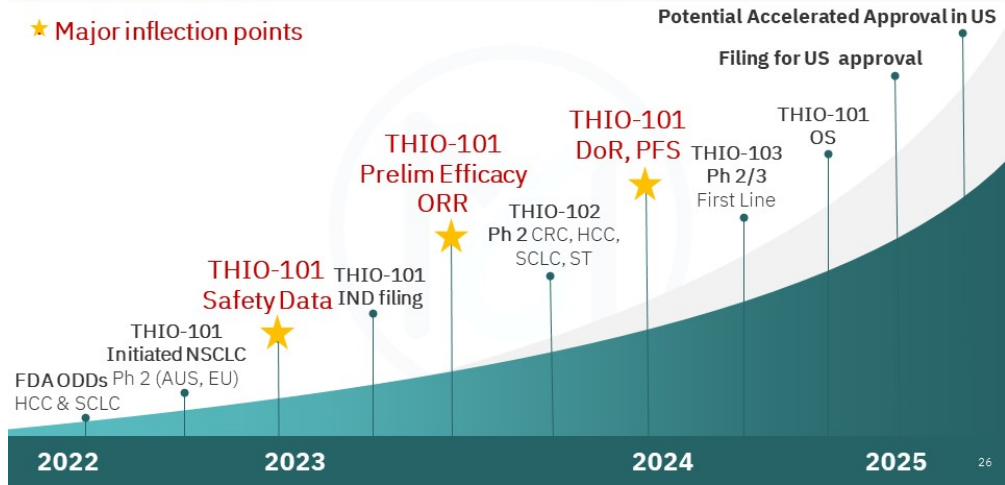 Major inflection points
FDA ODDs
HCC & SCLC
THIO-101
Initiated NSCLC
Ph 2 (AUS, EU)
THIO-101
Safety Data
THIO-101
IND filing
THIO-101
Prelim Efficacy
ORR
THIO-102
Ph 2 CRC, HCC,
SCLC, ST
THIO-101
DoR, PFS
THIO-103
Ph 2/3
First Line
THIO-101
OS
Filing for US approval
Potential Accelerated Approval in US
2022
2023
2024
2025
26